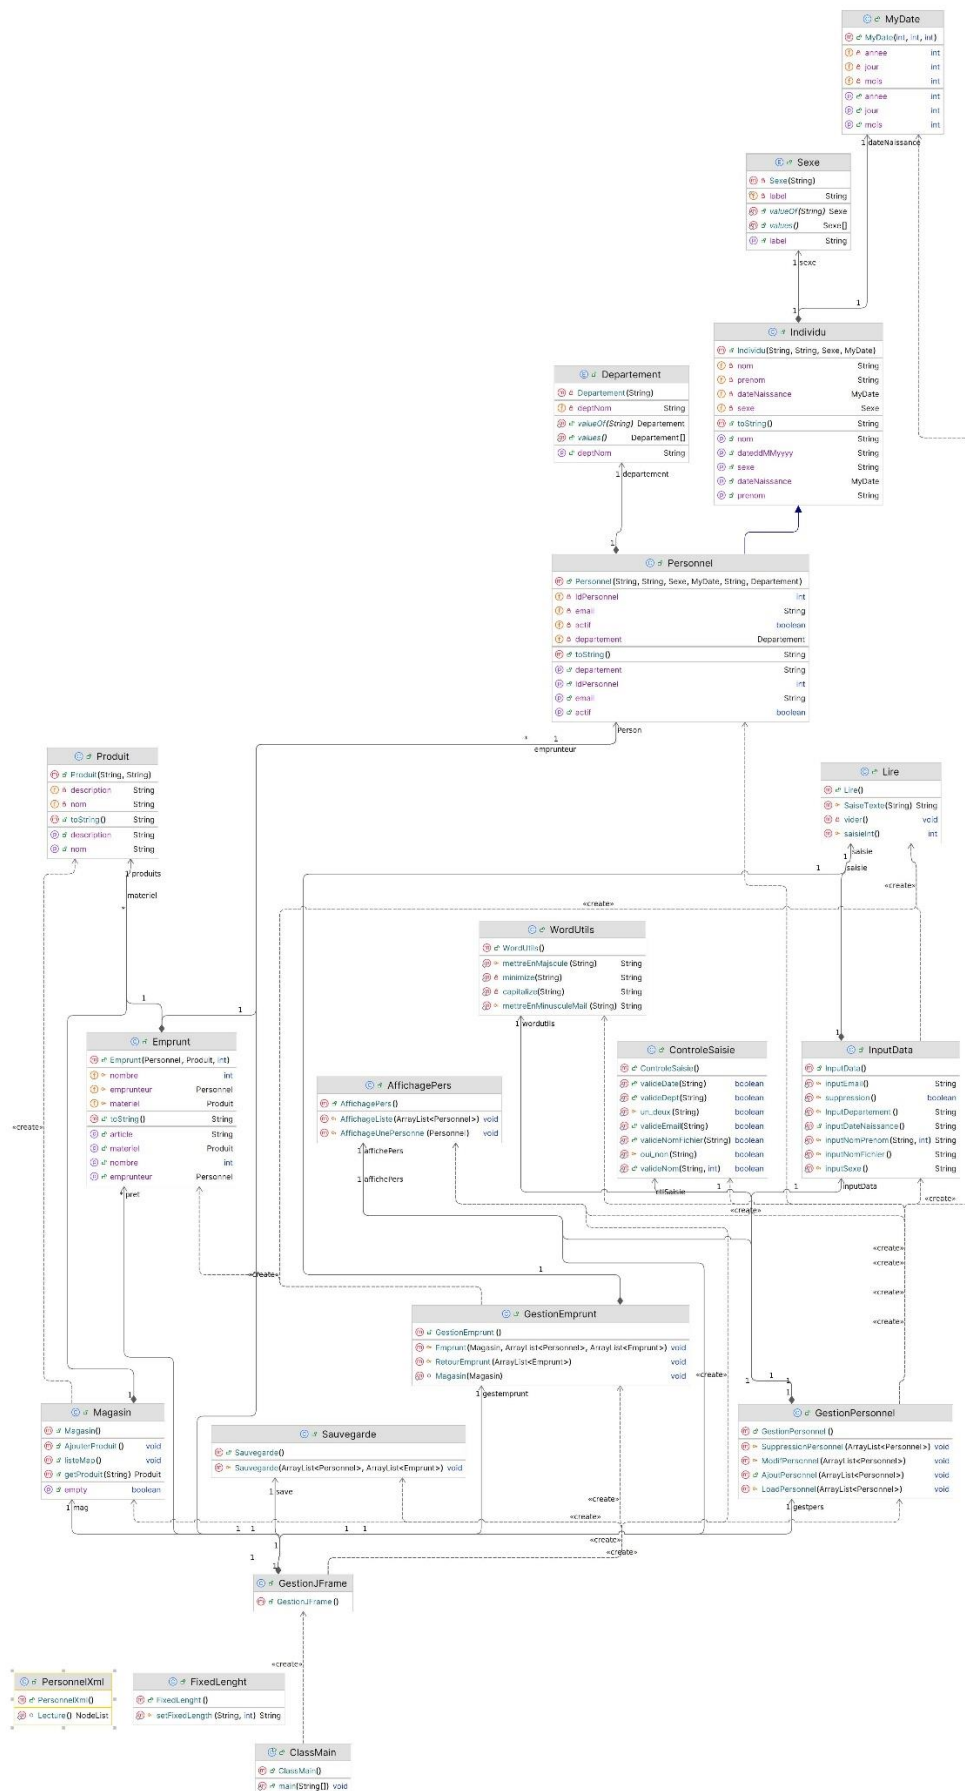 MyDate
MyDate(int, int, int)
annee int
jour int
mois int
annee int
jour int
mois int
1 dateNaissance
Sexe
Sexe(String)
label String
valueOf(String) Sexe
values() Sexe[]
label String
1 sexe
1
1
Individu
Individu(String, String, Sexe, MyDate)
nom String
prenom String
dateNaissance MyDate
sexe Sexe
toString() String
nom String
dateddMMyyyy String
sexe String
dateNaissance MyDate
prenom String
Departement
Departement(String)
deptNom String
valueOf(String) Departement
values() Departement[]
deptNom String
1 departement
1
Personnel
Personnel(String, String, Sexe, MyDate, String, Departement)
IdPersonnel int
email String
actif boolean
departement Departement
toString() String
departement String
IdPersonnel int
email String
actif boolean
Person
* 1
emprunteur
Produit
Produit(String, String)
description String
nom String
toString() String
description String
nom String
1 produits
materiel
*
Lire
Lire()
SaiseTexte(String) String
vider() void
saisieInt() int
saisie
1 1
saisie
«create»
«create»
WordUtils
WordUtils()
mettreEnMajscule(String) String
minimize(String) String
capitalize(String) String
mettreEnMinusculeMail(String) String
1 wordutils
1 1
1
Emprunt
Emprunt(Personnel, Produit, int)
nombre int
emprunteur Personnel
materiel Produit
toString() String
article String
materiel Produit
nombre int
emprunteur Personnel
* pret
«create»
AffichagePers
AffichagePers()
AffichageListe(ArrayList<Personnel>) void
AffichageUnePersonne(Personnel) void
1 affichePers
1 affichePers
ControleSaisie
ControleSaisie()
valideDate(String) boolean
valideDept(String) boolean
un_deux(String) boolean
valideEmail(String) boolean
valideNomFichier(String) boolean
oui_non(String) boolean
valideNom(String, int) boolean
ctlSaisie
InputData
InputData()
inputEmail() String
suppression() boolean
InputDepartement() String
inputDateNaissance() String
inputNomPrenom(String, int) String
inputNomFichier() String
inputSexe() String
1 1
inputData
«create»
«create»
«create»
«create»
«create»
«create»
«create»
1
GestionEmprunt
GestionEmprunt()
Emprunt(Magasin, ArrayList<Personnel>, ArrayList<Emprunt>) void
RetourEmprunt(ArrayList<Emprunt>) void
Magasin(Magasin) void
1 gestemprunt
«create»
1 1 1
1
1
Magasin
Magasin()
AjouterProduit() void
listeMap() void
getProduit(String) Produit
empty boolean
1 mag
Sauvegarde
Sauvegarde()
Sauvegarde(ArrayList<Personnel>, ArrayList<Emprunt>) void
1 save
GestionPersonnel
GestionPersonnel()
SuppressionPersonnel(ArrayList<Personnel>) void
ModifPersonnel(ArrayList<Personnel>) void
AjoutPersonnel(ArrayList<Personnel>) void
LoadPersonnel(ArrayList<Personnel>) void
1 gestpers
«create»
1 1 1 1
«create»
«create»
1
1
GestionJFrame
GestionJFrame()
«create»
PersonnelXml
PersonnelXml()
Lecture() NodeList
FixedLenght
FixedLenght()
setFixedLength(String, int) String
ClassMain
ClassMain()
main(String[]) void